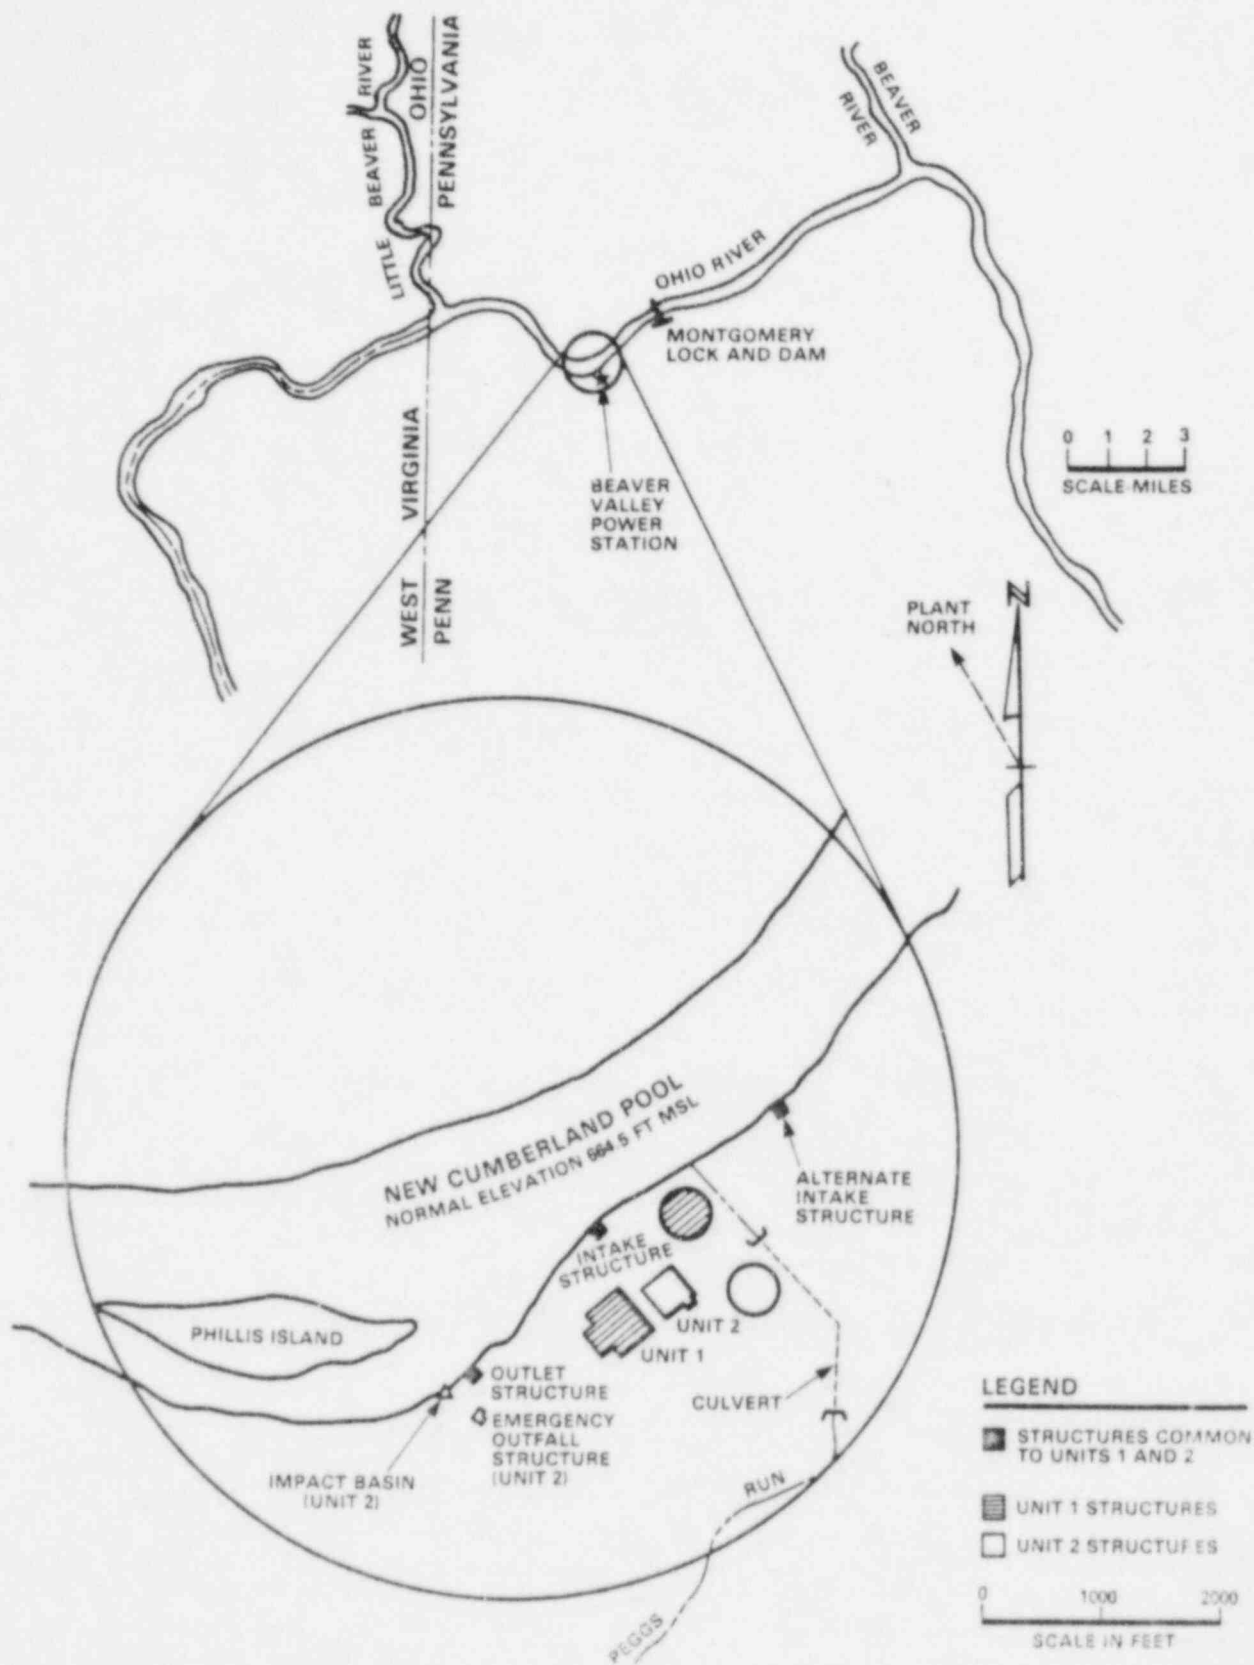 RIVER
BEAVER
LITTLE
OHIO
PENNSYLVANIA
BEAVER
RIVER
OHIO RIVER
MONTGOMERY
LOCK AND DAM
0 1 2 3
SCALE-MILES
WEST VIRGINIA
PENN
BEAVER
VALLEY
POWER
STATION
PLANT
NORTH
N
NEW CUMBERLAND POOL
NORMAL ELEVATION 664.5 FT MSL
ALTERNATE
INTAKE
STRUCTURE
INTAKE
STRUCTURE
UNIT 2
UNIT 1
PHILLIS ISLAND
OUTLET
STRUCTURE
EMERGENCY
OUTFALL
STRUCTURE
(UNIT 2)
IMPACT BASIN
(UNIT 2)
CULVERT
PEGGS RUN
LEGEND
STRUCTURES COMMON
TO UNITS 1 AND 2
UNIT 1 STRUCTURES
UNIT 2 STRUCTURES
0 1000 2000
SCALE IN FEET